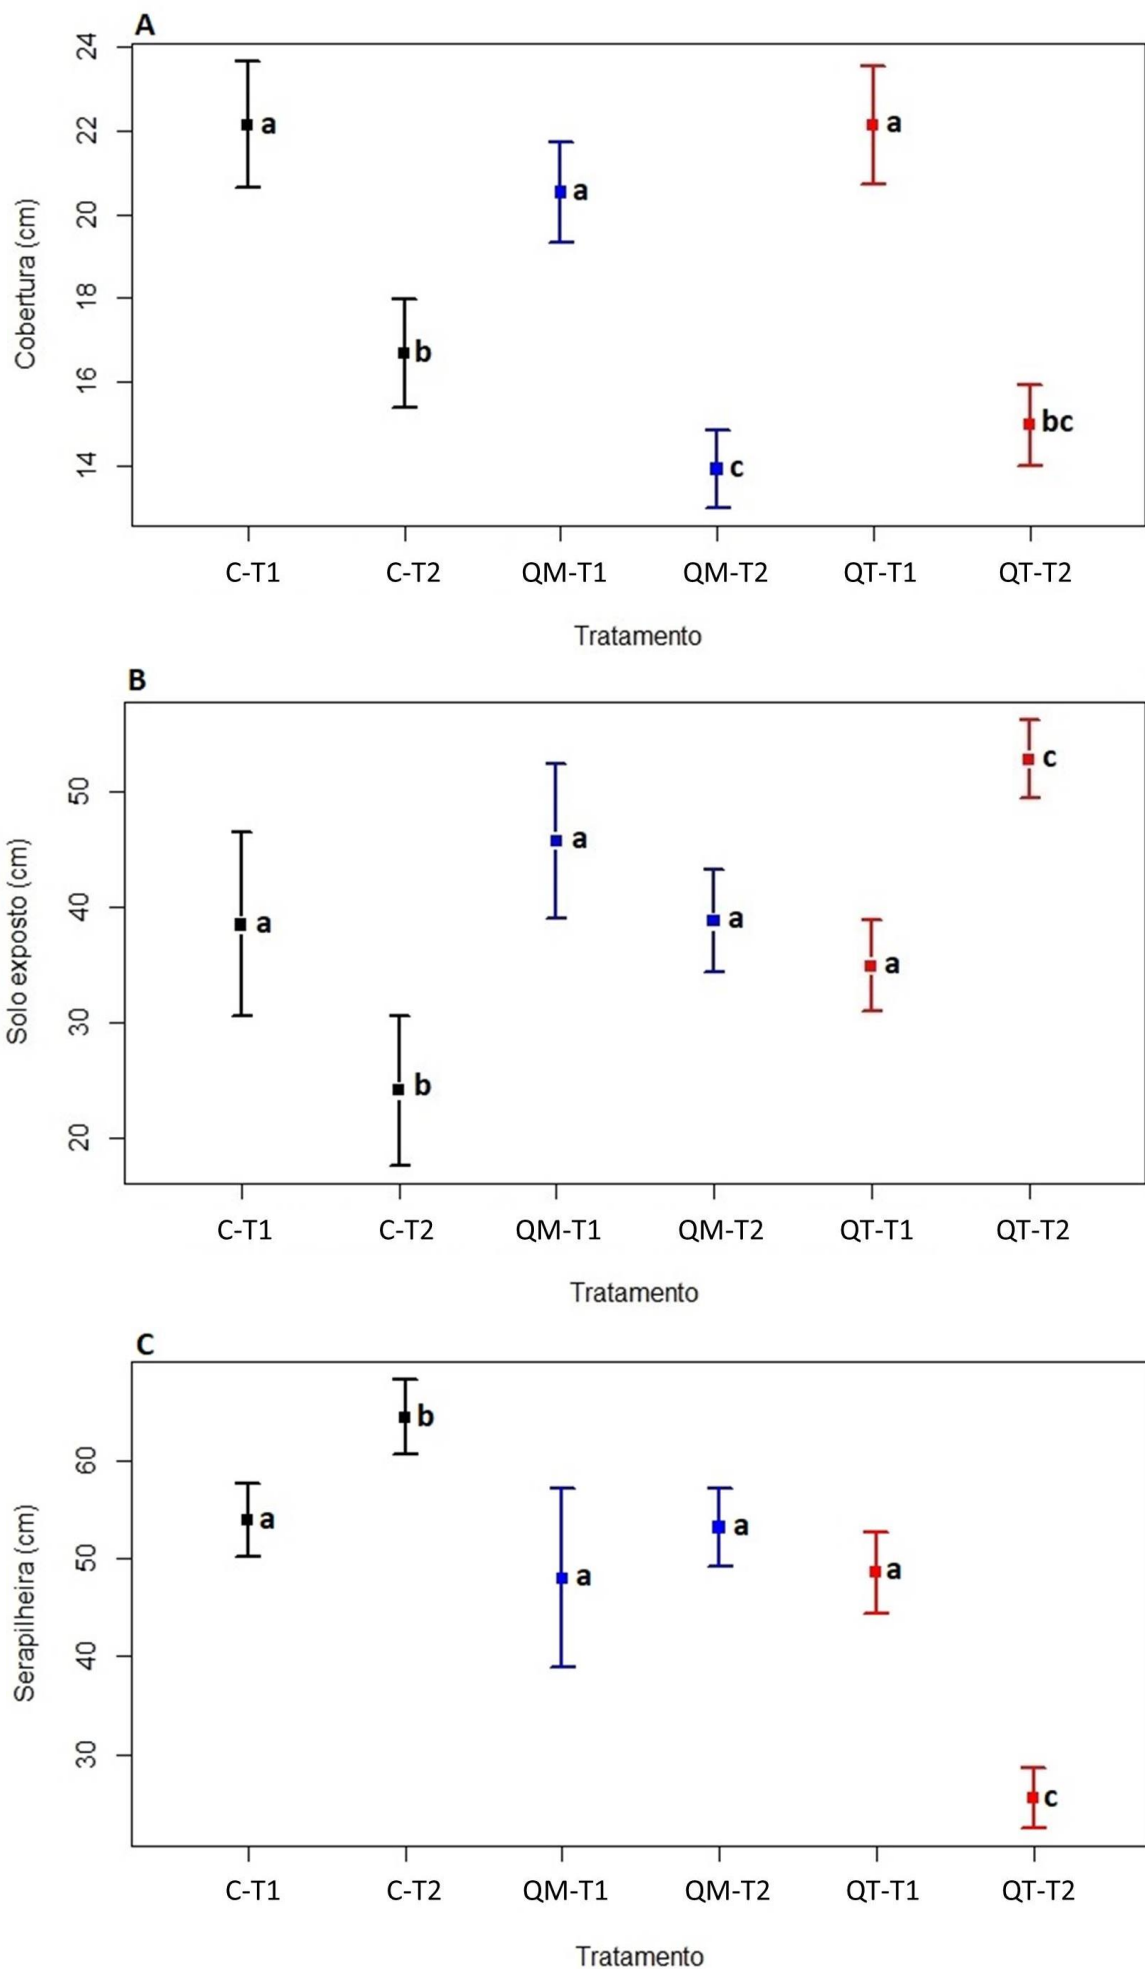 A
24
22
20
18
16
14
Cobertura (cm)
a
b
a
c
a
bc
C-T1 C-T2 QM-T1 QM-T2 QT-T1 QT-T2
Tratamento
B
50
40
30
20
Solo exposto (cm)
a
b
a
a
a
c
C-T1 C-T2 QM-T1 QM-T2 QT-T1 QT-T2
Tratamento
C
60
50
40
30
Serapilheira (cm)
a
b
a
a
a
c
C-T1 C-T2 QM-T1 QM-T2 QT-T1 QT-T2
Tratamento